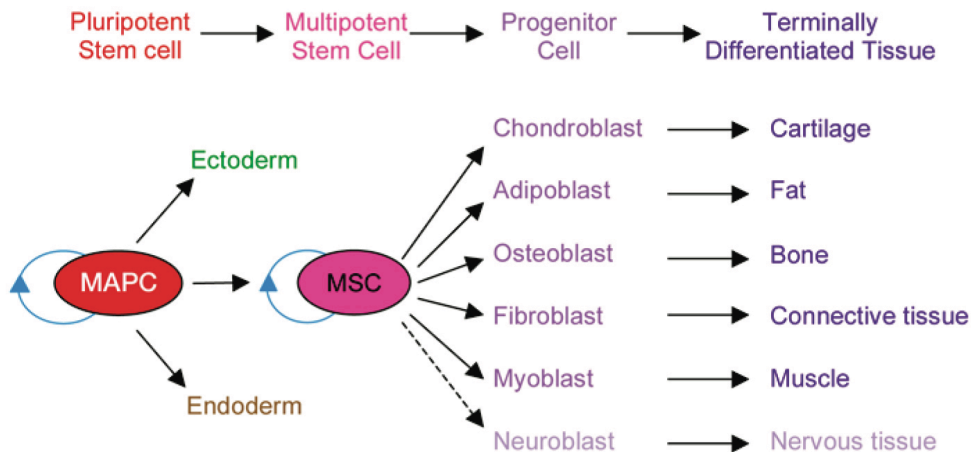 Pluripotent
Stem cell
Multipotent
Stem Cell
Progenitor
Cell
Terminally
Differentiated Tissue
Ectoderm
MAPC
Endoderm
MSC
Chondroblast
Cartilage
Adipoblast
Fat
Osteoblast
Bone
Fibroblast
Connective tissue
Myoblast
Muscle
Neuroblast
Nervous tissue